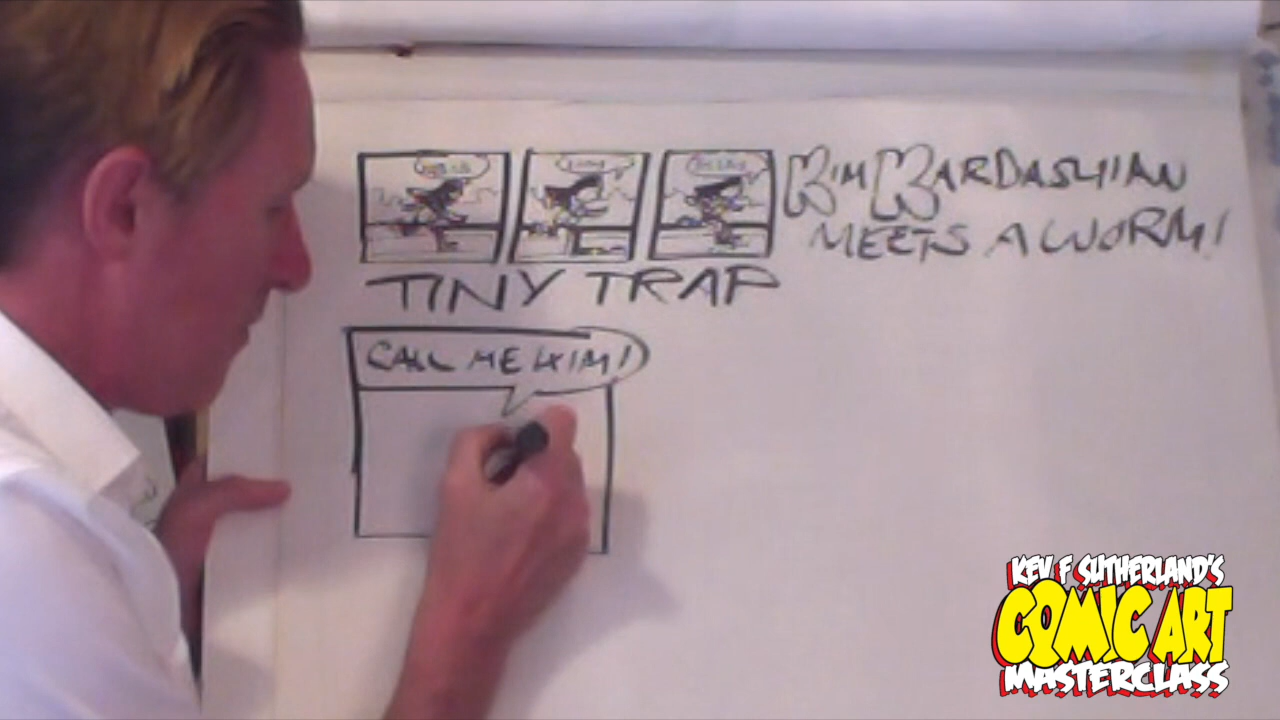 KIM KARDASHIAN
MEETS A WORM!
TINY TRAP
CALL ME KIM!
KEV F SUTHERLAND'S
COMIC ART
MASTERCLASS